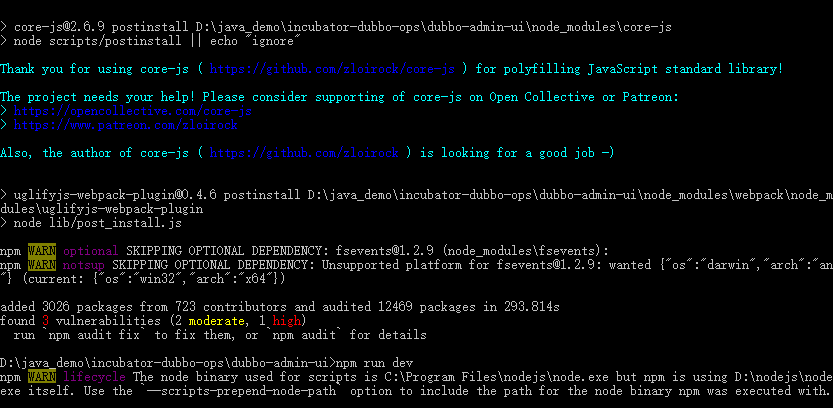 > core-js@2.6.9 postinstall D:\java_demo\incubator-dubbo-ops\dubbo-admin-ui\node_modules\core-js
> node scripts/postinstall || echo "ignore"
Thank you for using core-js ( https://github.com/zloirock/core-js ) for polyfilling JavaScript standard library!
The project needs your help! Please consider supporting of core-js on Open Collective or Patreon:
> https://opencollective.com/core-js
> https://www.patreon.com/zloirock
Also, the author of core-js ( https://github.com/zloirock ) is looking for a good job -)
> uglifyjs-webpack-plugin@0.4.6 postinstall D:\java_demo\incubator-dubbo-ops\dubbo-admin-ui\node_modules\webpack\node_m
dules\uglifyjs-webpack-plugin
> node lib/post_install.js
npm WARN optional SKIPPING OPTIONAL DEPENDENCY: fsevents@1.2.9 (node_modules\fsevents):
npm WARN notsup SKIPPING OPTIONAL DEPENDENCY: Unsupported platform for fsevents@1.2.9: wanted {"os":"darwin","arch":"an
"} (current: {"os":"win32","arch":"x64"})
added 3026 packages from 723 contributors and audited 12469 packages in 293.814s
found 3 vulnerabilities (2 moderate, 1 high)
run `npm audit fix` to fix them, or `npm audit` for details
D:\java_demo\incubator-dubbo-ops\dubbo-admin-ui>npm run dev
npm WARN lifecycle The node binary used for scripts is C:\Program Files\nodejs\node.exe but npm is using D:\nodejs\node
exe itself. Use the `--scripts-prepend-node-path` option to include the path for the node binary npm was executed with.